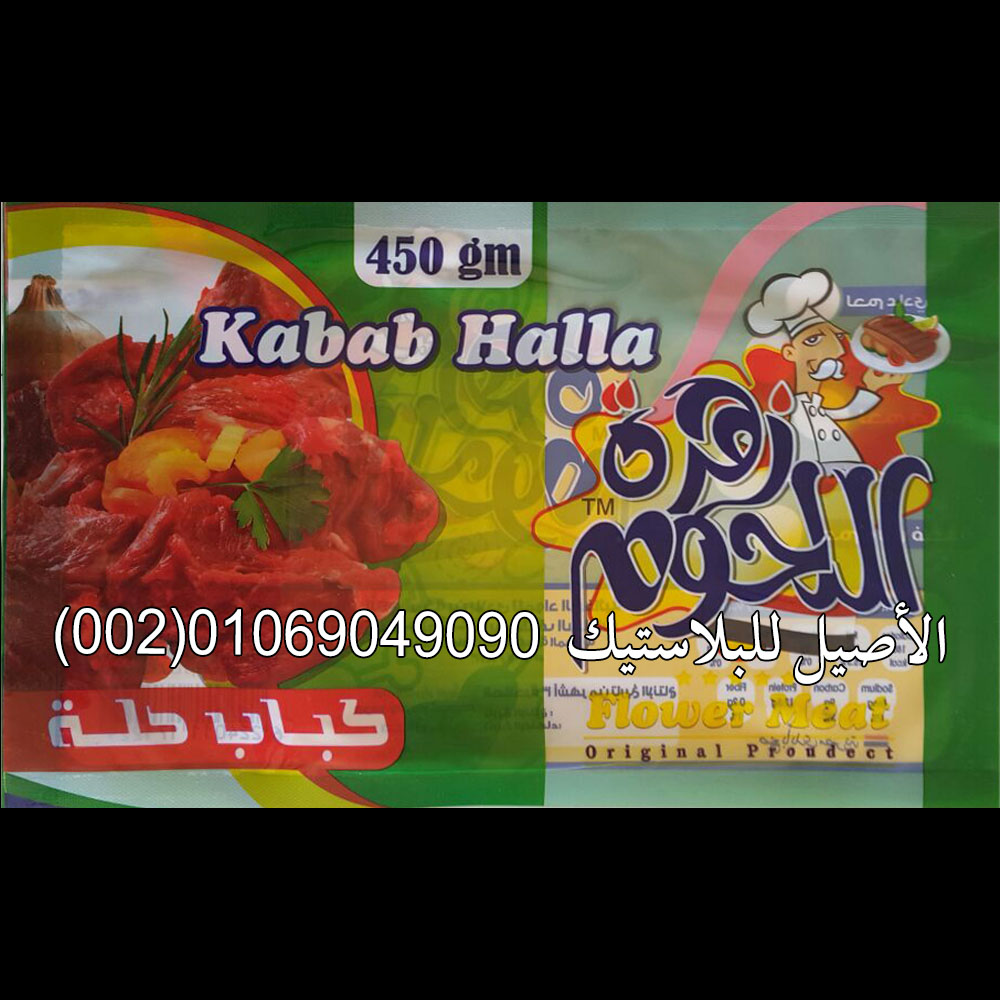 450 gm
Kabab Halla
زهرة
اللحوم
TM
الأصيل للبلاستيك 01069049090(002)
كباب حلة
Flower Meat
Original Proudect